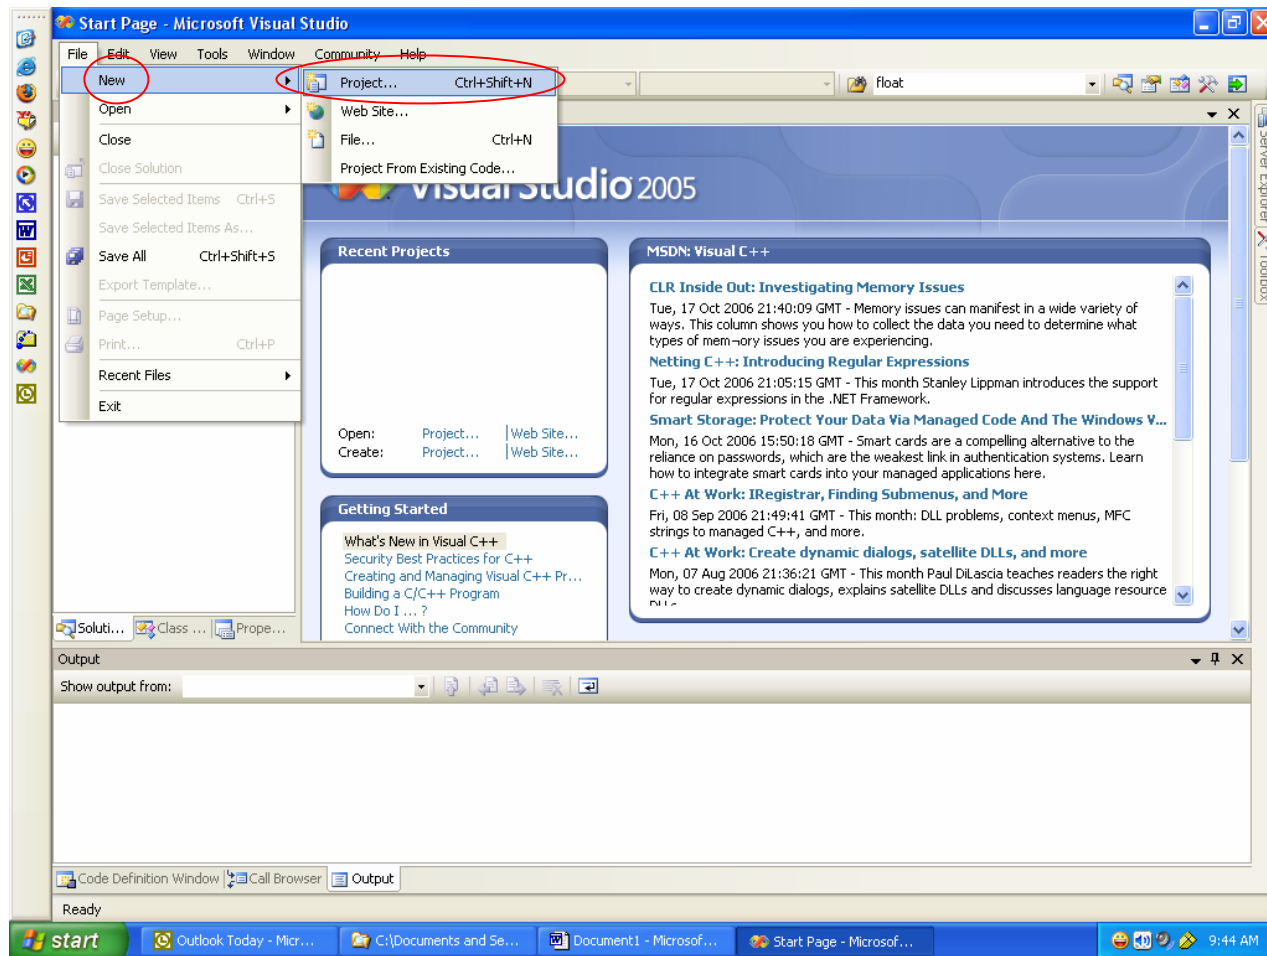 Start Page - Microsoft Visual Studio
File Edit View Tools Window Community Help
New
Open
Close
Close Solution
Save Selected Items Ctrl+S
Save Selected Items As...
Save All Ctrl+Shift+S
Export Template...
Page Setup...
Print... Ctrl+P
Recent Files
Exit
Project... Ctrl+Shift+N
Web Site...
File... Ctrl+N
Project From Existing Code...
float
Visual Studio 2005
Server Explorer
Toolbox
Recent Projects
Open: Project... Web Site...
Create: Project... Web Site...
Getting Started
What's New in Visual C++
Security Best Practices for C++
Creating and Managing Visual C++ Pr...
Building a C/C++ Program
How Do I ... ?
Connect With the Community
MSDN: Visual C++
CLR Inside Out: Investigating Memory Issues
Tue, 17 Oct 2006 21:40:09 GMT - Memory issues can manifest in a wide variety of
ways. This column shows you how to collect the data you need to determine what
types of mem¬ory issues you are experiencing.
Netting C++: Introducing Regular Expressions
Tue, 17 Oct 2006 21:05:15 GMT - This month Stanley Lippman introduces the support
for regular expressions in the .NET Framework.
Smart Storage: Protect Your Data Via Managed Code And The Windows V...
Mon, 16 Oct 2006 15:50:18 GMT - Smart cards are a compelling alternative to the
reliance on passwords, which are the weakest link in authentication systems. Learn
how to integrate smart cards into your managed applications here.
C++ At Work: IRegistrar, Finding Submenus, and More
Fri, 08 Sep 2006 21:49:41 GMT - This month: DLL problems, context menus, MFC
strings to managed C++, and more.
C++ At Work: Create dynamic dialogs, satellite DLLs, and more
Mon, 07 Aug 2006 21:36:21 GMT - This month Paul DiLascia teaches readers the right
way to create dynamic dialogs, explains satellite DLLs and discusses language resource
DLLs
Soluti... Class ... Prope...
Output
Show output from:
Code Definition Window Call Browser Output
Ready
start Outlook Today - Micr... C:\Documents and Se... Document1 - Microsof... Start Page - Microsof... 9:44 AM